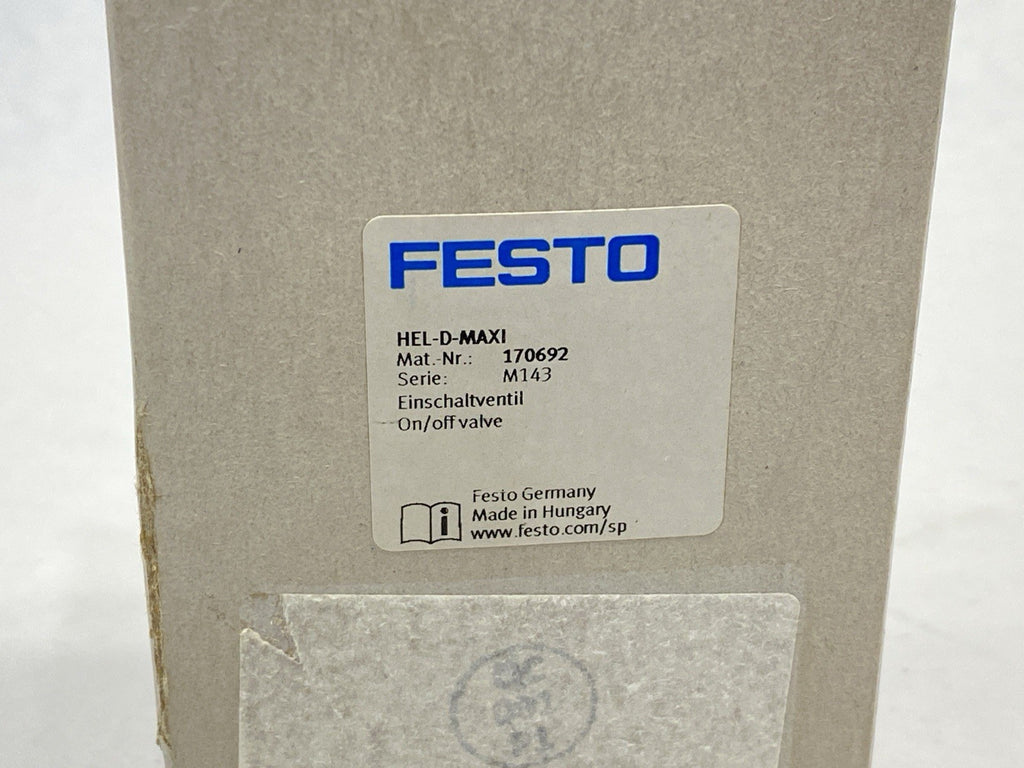 FESTO
HEL-D-MAXI
Mat.-Nr.: 170692
Serie: M143
Einschaltventil
On/off valve
i
Festo Germany
Made in Hungary
www.festo.com/sp